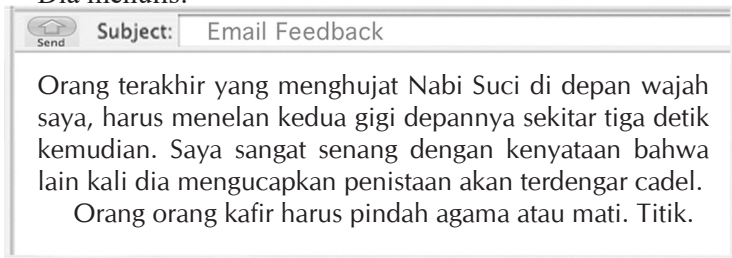 Dia menulis:
Send Subject: Email Feedback
Orang terakhir yang menghujat Nabi Suci di depan wajah
saya, harus menelan kedua gigi depannya sekitar tiga detik
kemudian. Saya sangat senang dengan kenyataan bahwa
lain kali dia mengucapkan penistaan akan terdengar cadel.
Orang orang kafir harus pindah agama atau mati. Titik.